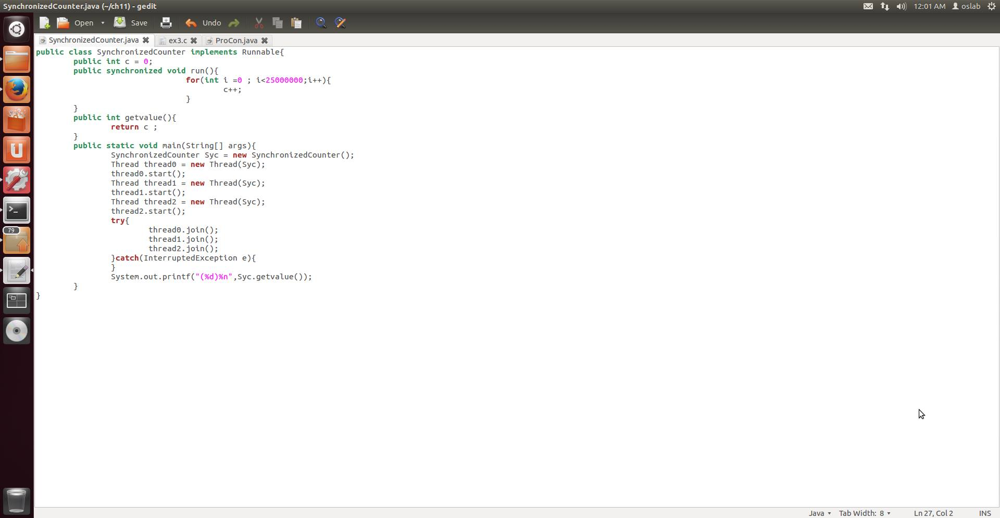 SynchronizedCounter.java (~/ch11) - gedit
12:01 AM oslab
Open Save Undo
SynchronizedCounter.java ex3.c ProCon.java
public class SynchronizedCounter implements Runnable{
public int c = 0;
public synchronized void run(){
for(int i =0 ; i<25000000;i++){
c++;
}
}
public int getvalue(){
return c ;
}
public static void main(String[] args){
SynchronizedCounter Syc = new SynchronizedCounter();
Thread thread0 = new Thread(Syc);
thread0.start();
Thread thread1 = new Thread(Syc);
thread1.start();
Thread thread2 = new Thread(Syc);
thread2.start();
try{
thread0.join();
thread1.join();
thread2.join();
}catch(InterruptedException e){
}
System.out.printf("(%d)%n",Syc.getvalue());
}
}
79
Java Tab Width: 8 Ln 27, Col 2 INS